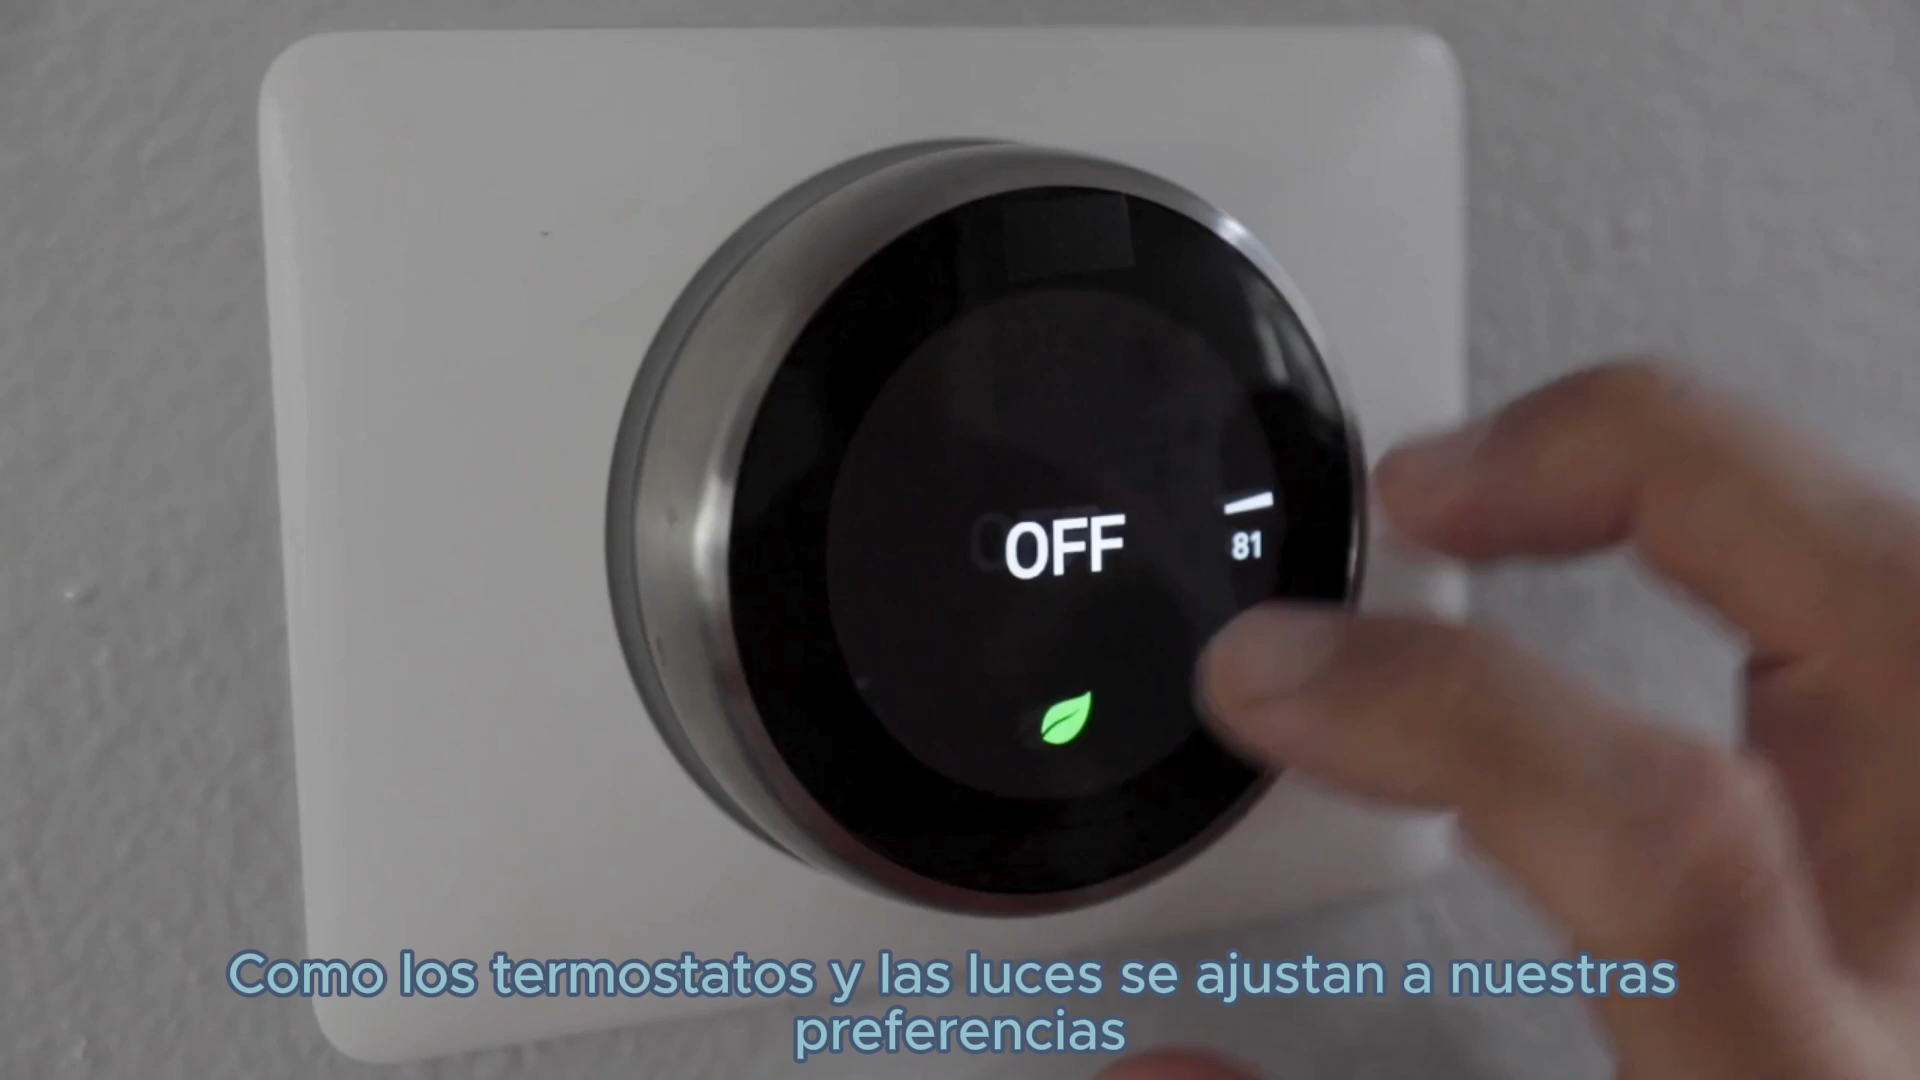 OFF
81
Como los termostatos y las luces se ajustan a nuestras
preferencias